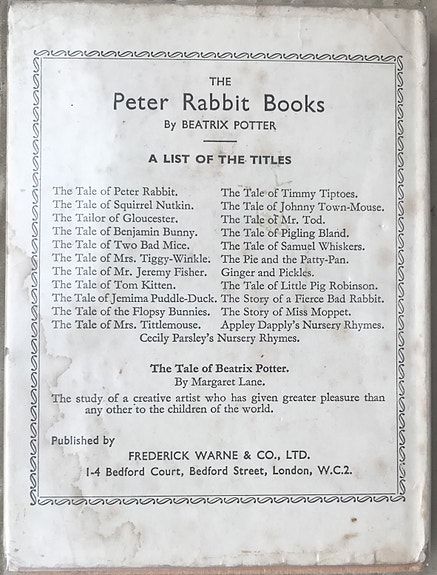 THE
Peter Rabbit Books
By BEATRIX POTTER
A LIST OF THE TITLES
The Tale of Peter Rabbit.
The Tale of Squirrel Nutkin.
The Tailor of Gloucester.
The Tale of Benjamin Bunny.
The Tale of Two Bad Mice.
The Tale of Mrs. Tiggy-Winkle.
The Tale of Mr. Jeremy Fisher.
The Tale of Tom Kitten.
The Tale of Jemima Puddle-Duck.
The Tale of the Flopsy Bunnies.
The Tale of Mrs. Tittlemouse.
The Tale of Timmy Tiptoes.
The Tale of Johnny Town-Mouse.
The Tale of Mr. Tod.
The Tale of Pigling Bland.
The Tale of Samuel Whiskers.
The Pie and the Patty-Pan.
Ginger and Pickles.
The Tale of Little Pig Robinson.
The Story of a Fierce Bad Rabbit.
The Story of Miss Moppet.
Appley Dapply's Nursery Rhymes.
Cecily Parsley's Nursery Rhymes.
The Tale of Beatrix Potter.
By Margaret Lane.
The study of a creative artist who has given greater pleasure than
any other to the children of the world.
Published by
FREDERICK WARNE & CO., LTD.
1-4 Bedford Court, Bedford Street, London, W.C.2.